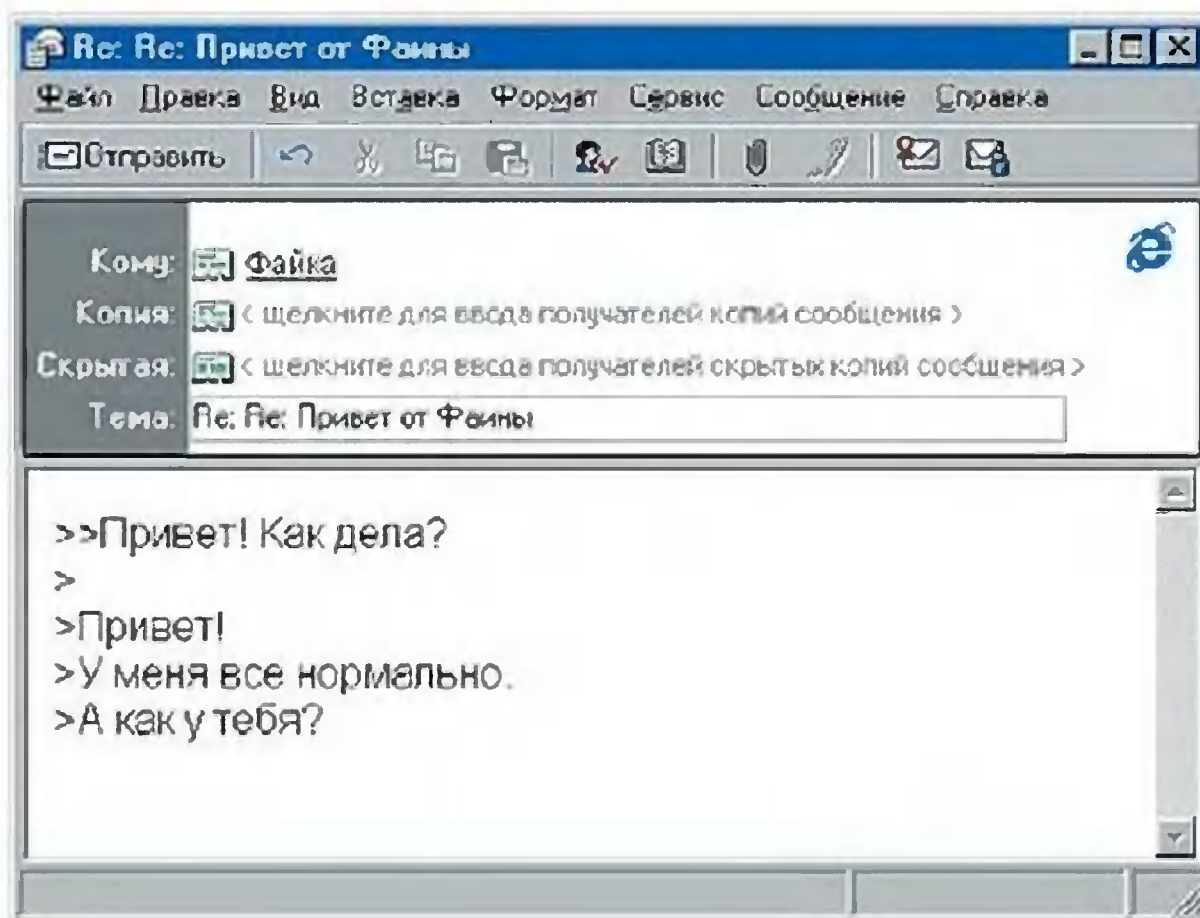 Re: Re: Привет от Фаины
Файл Правка Вид Вставка Формат Сервис Сообщение Справка
Отправить
Кому: Файка
Копия: < щелкните для ввода получателей копий сообщения >
Скрытая: < щелкните для ввода получателей скрытых копий сообщения >
Тема: Re: Re: Привет от Фаины
>>Привет! Как дела?
>
>Привет!
>У меня все нормально.
>А как у тебя?